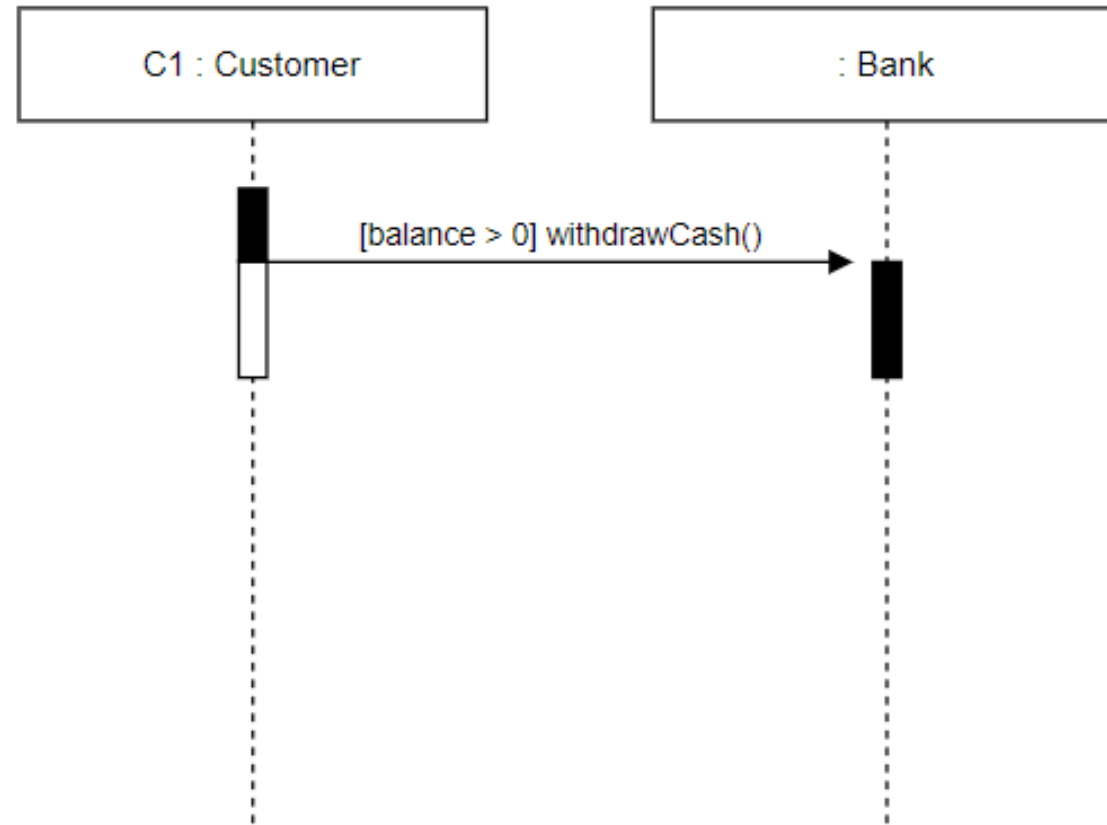 C1 : Customer
: Bank
[balance > 0] withdrawCash()